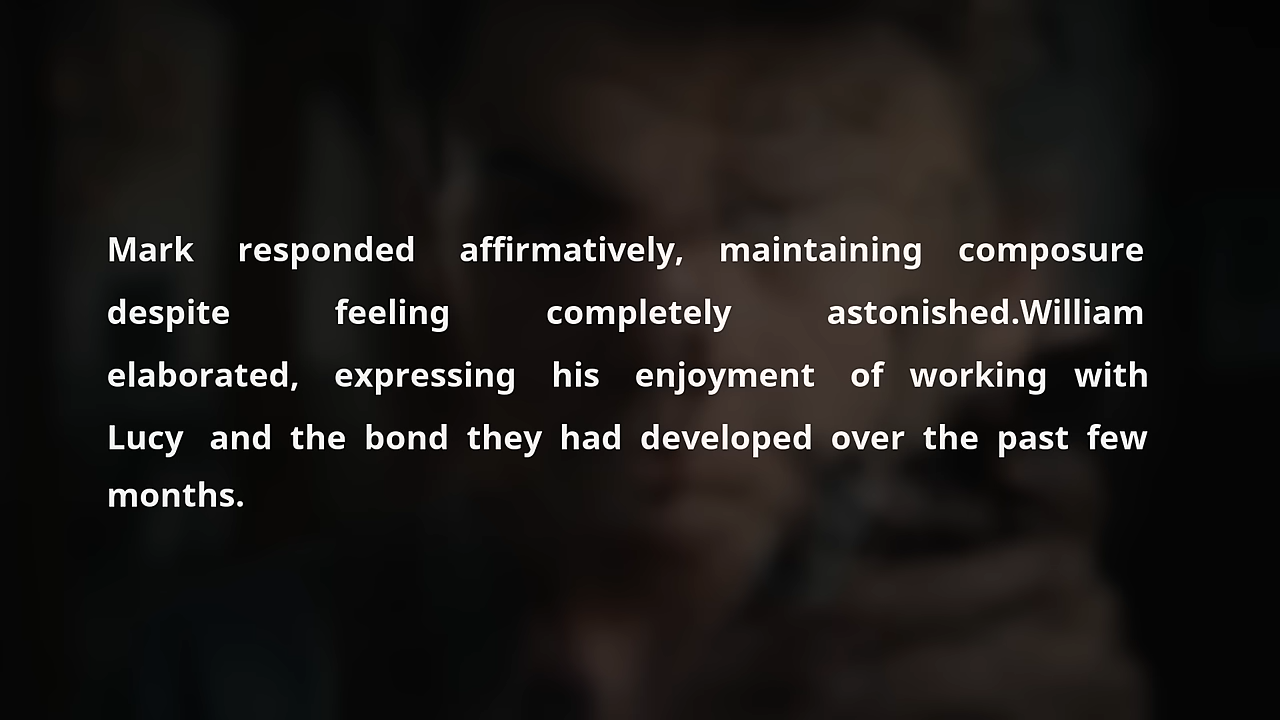 Mark responded affirmatively, maintaining composure
despite feeling completely astonished.William
elaborated, expressing his enjoyment of working with
Lucy and the bond they had developed over the past few
months.